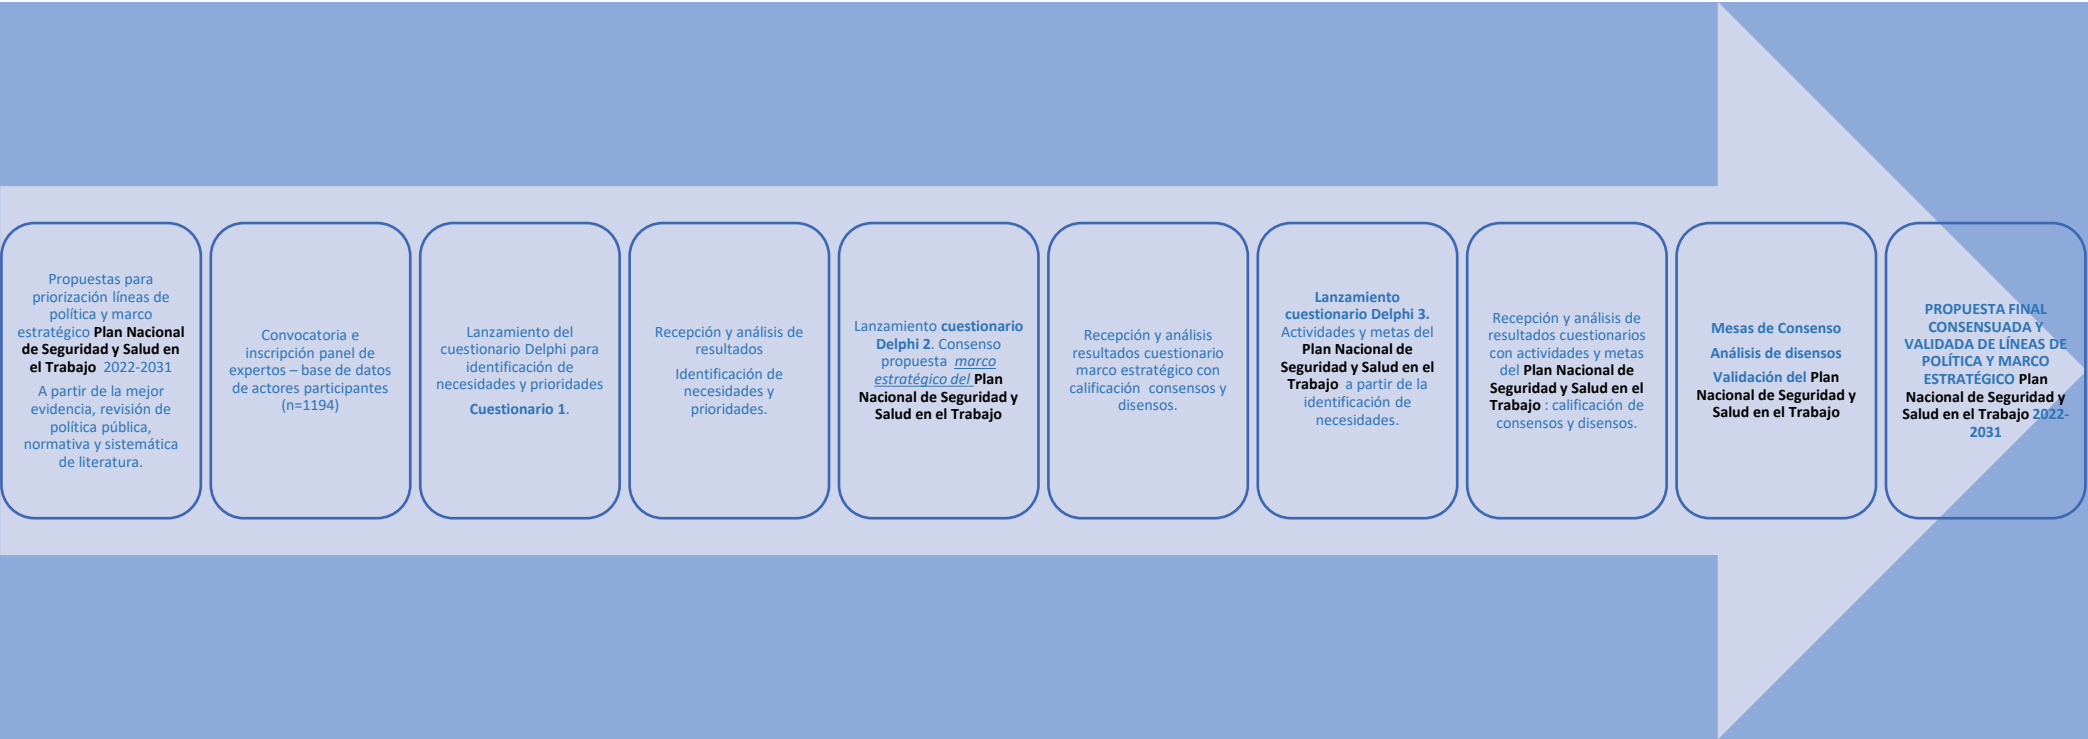 Propuestas para
priorización líneas de
política y marco
estratégico Plan Nacional
de Seguridad y Salud en
el Trabajo 2022-2031
A partir de la mejor
evidencia, revisión de
política pública,
normativa y sistemática
de literatura.
Convocatoria e
inscripción panel de
expertos – base de datos
de actores participantes
(n=1194)
Lanzamiento del
cuestionario Delphi para
identificación de
necesidades y prioridades
Cuestionario 1.
Recepción y análisis de
resultados
Identificación de
necesidades y
prioridades.
Lanzamiento cuestionario
Delphi 2. Consenso
propuesta marco
estratégico del Plan
Nacional de Seguridad y
Salud en el Trabajo
Recepción y análisis
resultados cuestionario
marco estratégico con
calificación consensos y
disensos.
Lanzamiento
cuestionario Delphi 3.
Actividades y metas del
Plan Nacional de
Seguridad y Salud en el
Trabajo a partir de la
identificación de
necesidades.
Recepción y análisis de
resultados cuestionarios
con actividades y metas
del Plan Nacional de
Seguridad y Salud en el
Trabajo : calificación de
consensos y disensos.
Mesas de Consenso
Análisis de disensos
Validación del Plan
Nacional de Seguridad y
Salud en el Trabajo
PROPUESTA FINAL
CONSENSUADA Y
VALIDADA DE LÍNEAS DE
POLÍTICA Y MARCO
ESTRATÉGICO Plan
Nacional de Seguridad y
Salud en el Trabajo 2022-
2031